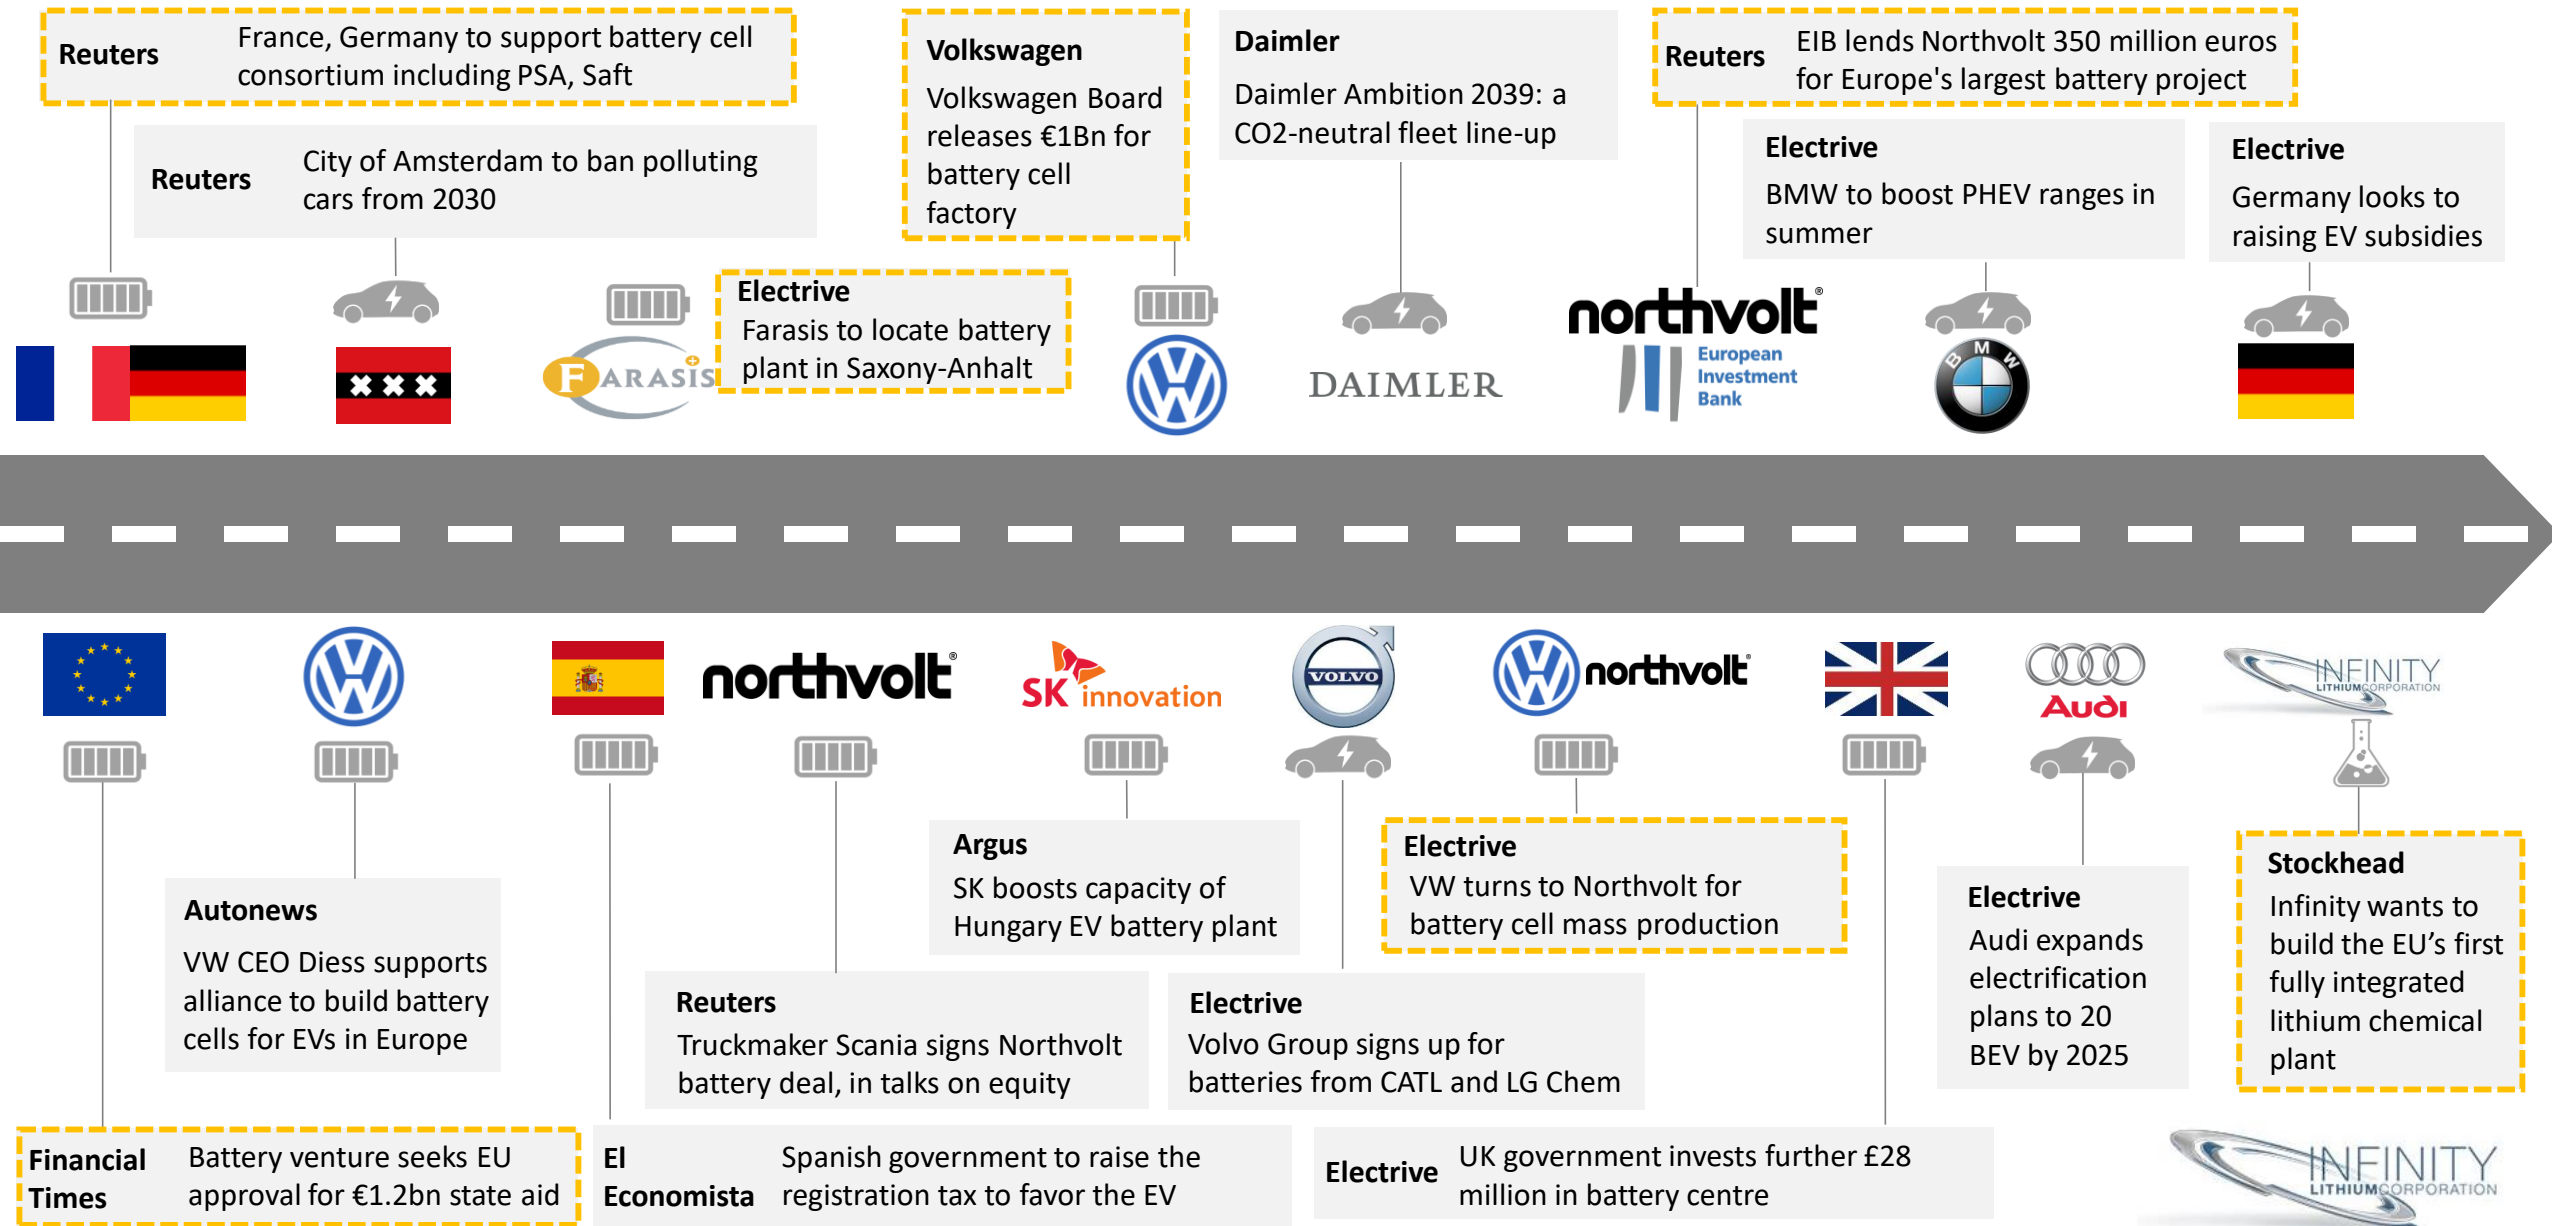 Reuters
France, Germany to support battery cell
consortium including PSA, Saft
Reuters
City of Amsterdam to ban polluting
cars from 2030
FARASIS
Electrive
Farasis to locate battery
plant in Saxony-Anhalt
Volkswagen
Volkswagen Board
releases €1Bn for
battery cell
factory
Daimler
Daimler Ambition 2039: a
CO2-neutral fleet line-up
DAIMLER
Reuters
EIB lends Northvolt 350 million euros
for Europe's largest battery project
northvolt®
European
Investment
Bank
Electrive
BMW to boost PHEV ranges in
summer
BMW
Electrive
Germany looks to
raising EV subsidies
northvolt®
SK innovation
VOLVO
northvolt®
Audi
INFINITY
LITHIUMCORPORATION
Financial
Times
Battery venture seeks EU
approval for €1.2bn state aid
Autonews
VW CEO Diess supports
alliance to build battery
cells for EVs in Europe
El
Economista
Spanish government to raise the
registration tax to favor the EV
Reuters
Truckmaker Scania signs Northvolt
battery deal, in talks on equity
Argus
SK boosts capacity of
Hungary EV battery plant
Electrive
Volvo Group signs up for
batteries from CATL and LG Chem
Electrive
VW turns to Northvolt for
battery cell mass production
Electrive
UK government invests further £28
million in battery centre
Electrive
Audi expands
electrification
plans to 20
BEV by 2025
Stockhead
Infinity wants to
build the EU’s first
fully integrated
lithium chemical
plant
INFINITY
LITHIUMCORPORATION